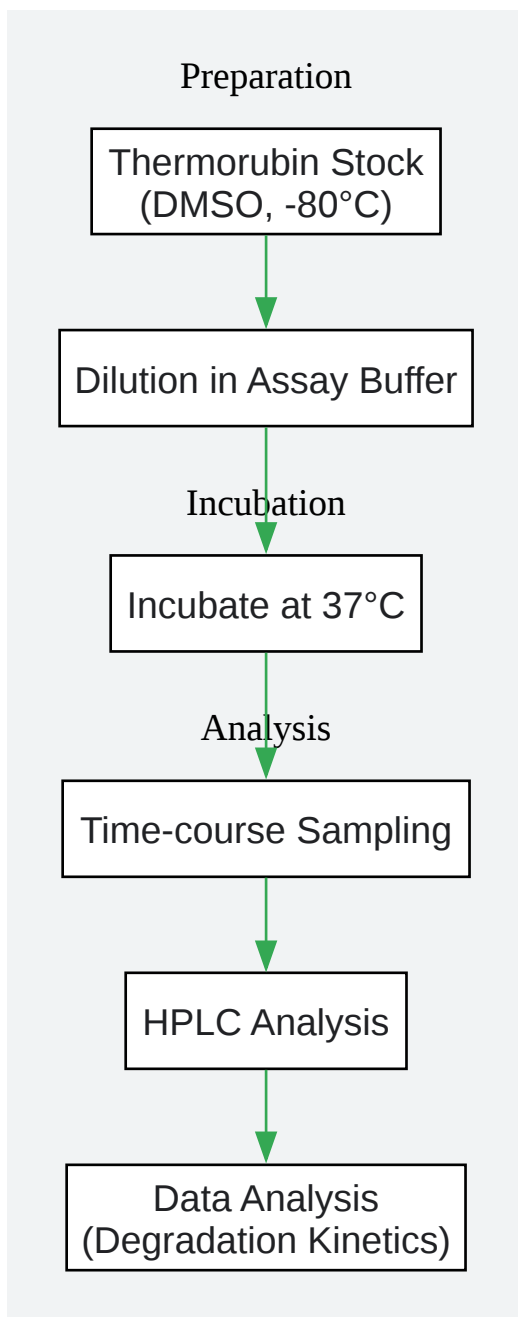 Preparation
Thermorubin Stock
(DMSO, -80°C)
Dilution in Assay Buffer
Incubation
Incubate at 37°C
Analysis
Time-course Sampling
HPLC Analysis
Data Analysis
(Degradation Kinetics)